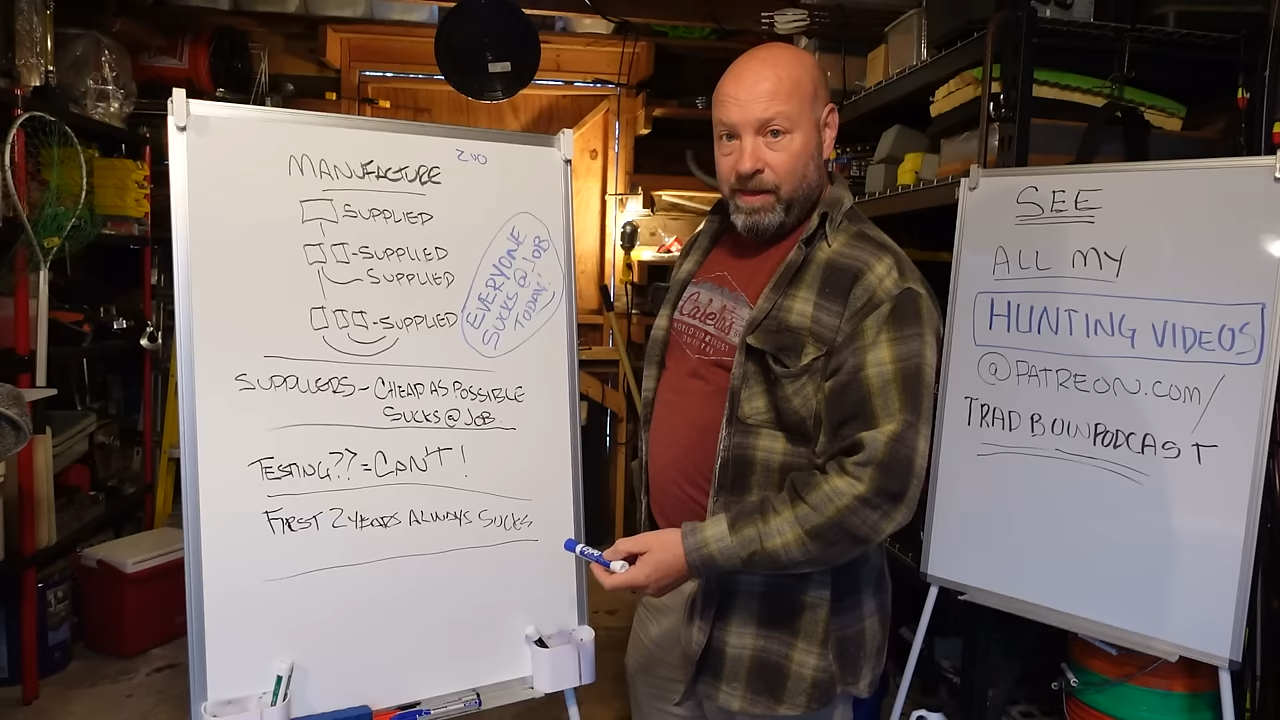 200
MANUFACTURE
SUPPLIED
-SUPPLIED
SUPPLIED
-SUPPLIED
EVERYONE
SUCKS @ JOB
TODAY!
SUPPLIERS - CHEAP AS POSSIBLE
SUCKS @ JOB
TESTING?? = CAN'T!
FIRST 2 YEARS ALWAYS SUCKS
SEE
ALL MY
HUNTING VIDEOS
@PATREON.COM/
TRADBOWPODCAST
EXPO